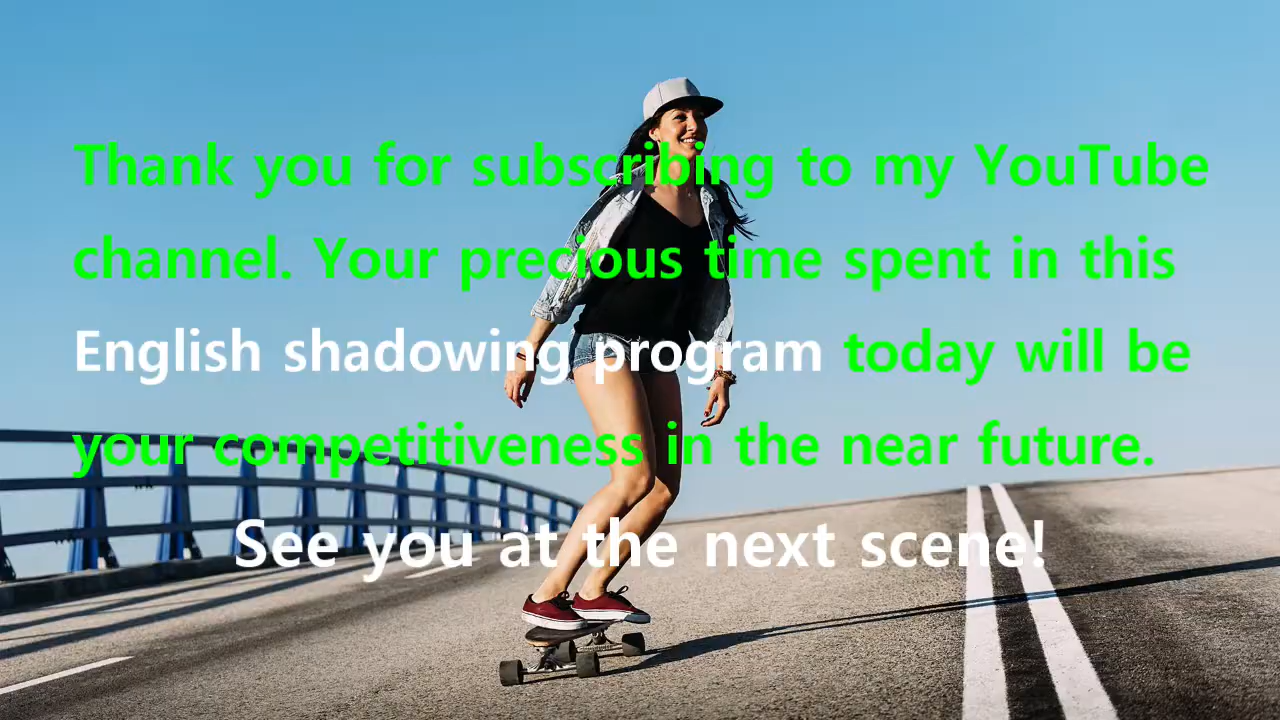 Thank you for subscribing to my YouTube
channel. Your precious time spent in this
English shadowing program today will be
your competitiveness in the near future.
See you at the next scene!